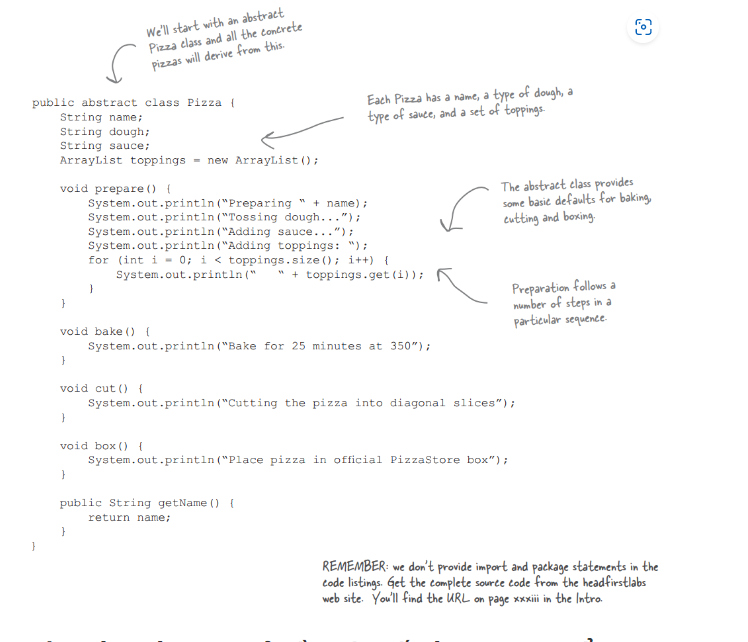 We'll start with an abstract
Pizza class and all the concrete
pizzas will derive from this.
public abstract class Pizza {
String name;
String dough;
String sauce;
ArrayList toppings = new ArrayList();
Each Pizza has a name, a type of dough, a
type of sauce, and a set of toppings.
void prepare() {
System.out.println(“Preparing “ + name);
System.out.println(“Tossing dough...”);
System.out.println(“Adding sauce...”);
System.out.println(“Adding toppings: “);
for (int i = 0; i < toppings.size(); i++) {
System.out.println(“   “ + toppings.get(i));
}
}
The abstract class provides
some basic defaults for baking,
cutting and boxing.
Preparation follows a
number of steps in a
particular sequence.
void bake() {
System.out.println(“Bake for 25 minutes at 350”);
}
void cut() {
System.out.println(“Cutting the pizza into diagonal slices”);
}
void box() {
System.out.println(“Place pizza in official PizzaStore box”);
}
public String getName() {
return name;
}
}
REMEMBER: we don't provide import and package statements in the
code listings. Get the complete source code from the headfirstlabs
web site. You'll find the URL on page xxxiii in the Intro.